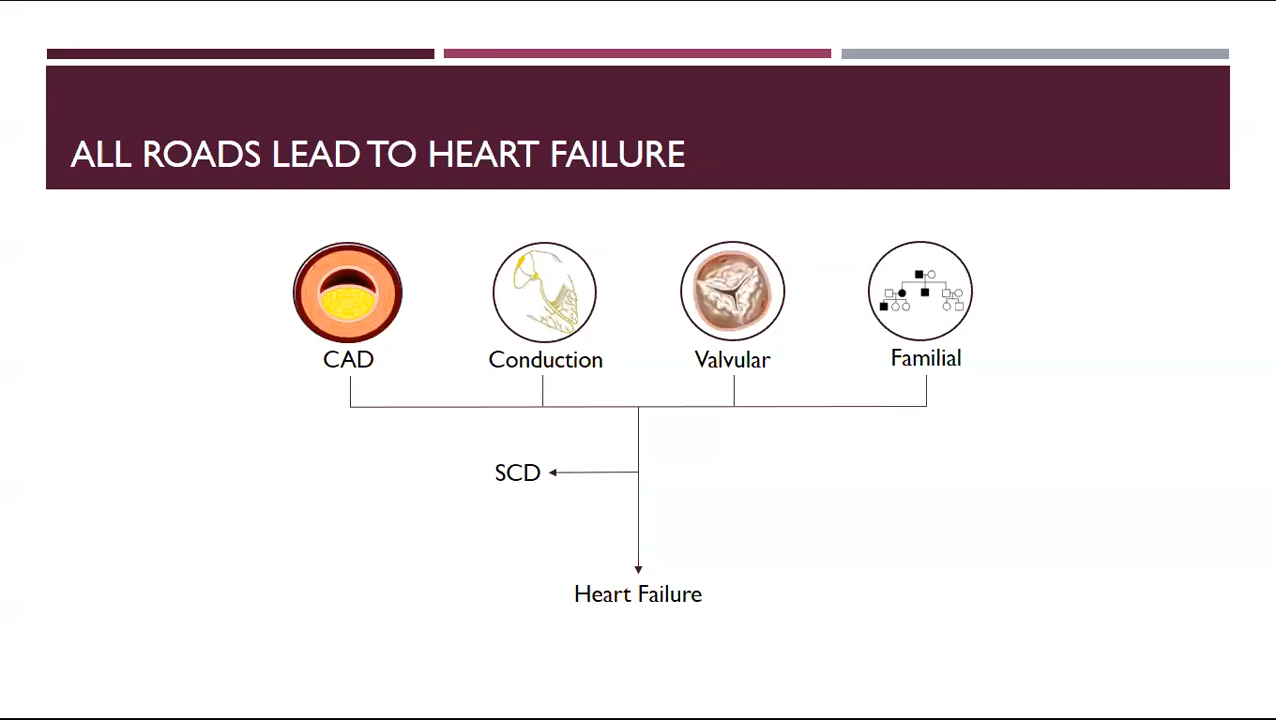 ALL ROADS LEAD TO HEART FAILURE
CAD
Conduction
Valvular
Familial
SCD
Heart Failure